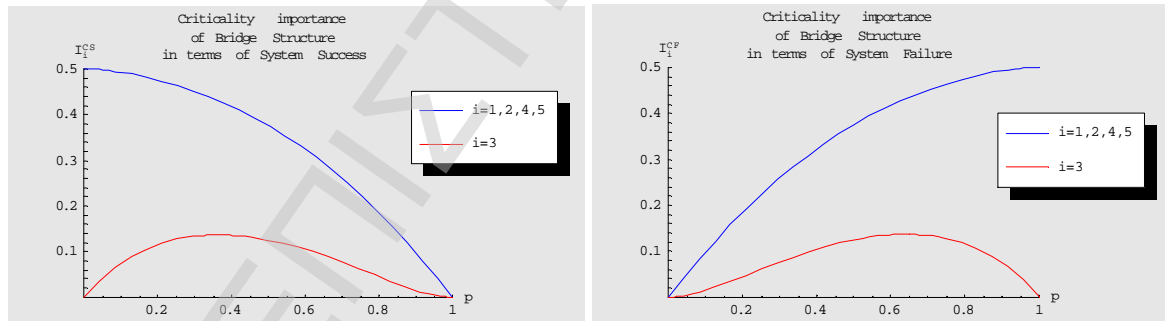 Criticality importance
of Bridge Structure
in terms of System Success
I_i^CS
0.5
0.4
0.3
0.2
0.1
0.2
0.4
0.6
0.8
1
p
i=1,2,4,5
i=3
Criticality importance
of Bridge Structure
in terms of System Failure
I_i^CF
0.5
0.4
0.3
0.2
0.1
0.2
0.4
0.6
0.8
1
p
i=1,2,4,5
i=3